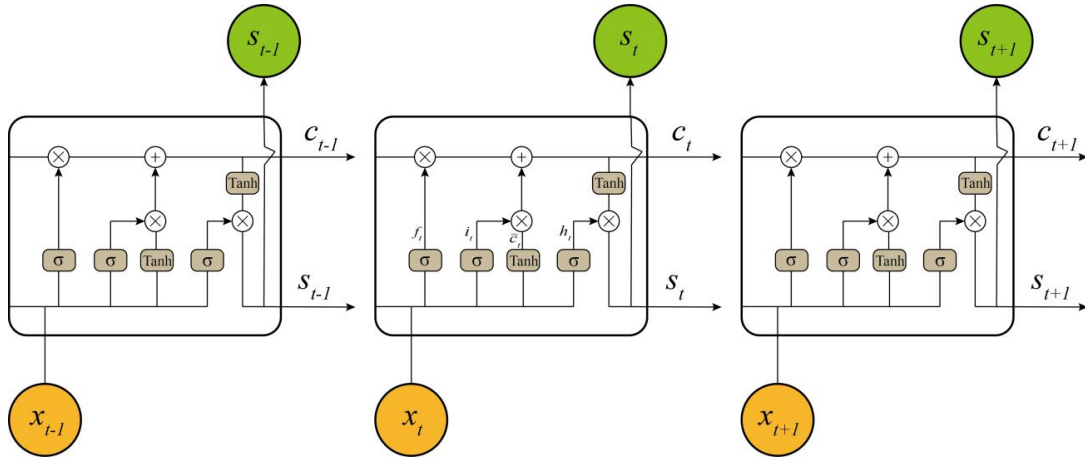 s_{t-1} s_t s_{t+1}
c_{t-1} c_t c_{t+1}
× + × + × +
Tanh Tanh Tanh
× × × × × ×
f_t i_t c̃_t h_t
σ σ Tanh σ σ σ Tanh σ σ σ Tanh σ
s_{t-1} s_t s_{t+1}
x_{t-1} x_t x_{t+1}